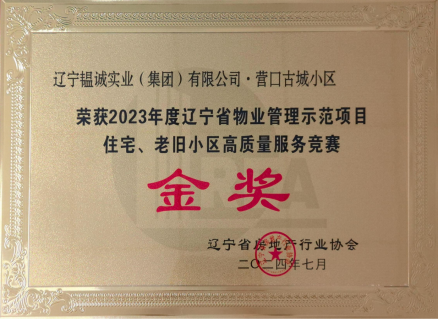 辽宁韫诚实业（集团）有限公司·营口古城小区
荣获2023年度辽宁省物业管理示范项目
住宅、老旧小区高质量服务竞赛
金奖
辽宁省房地产行业协会
二〇二四年七月